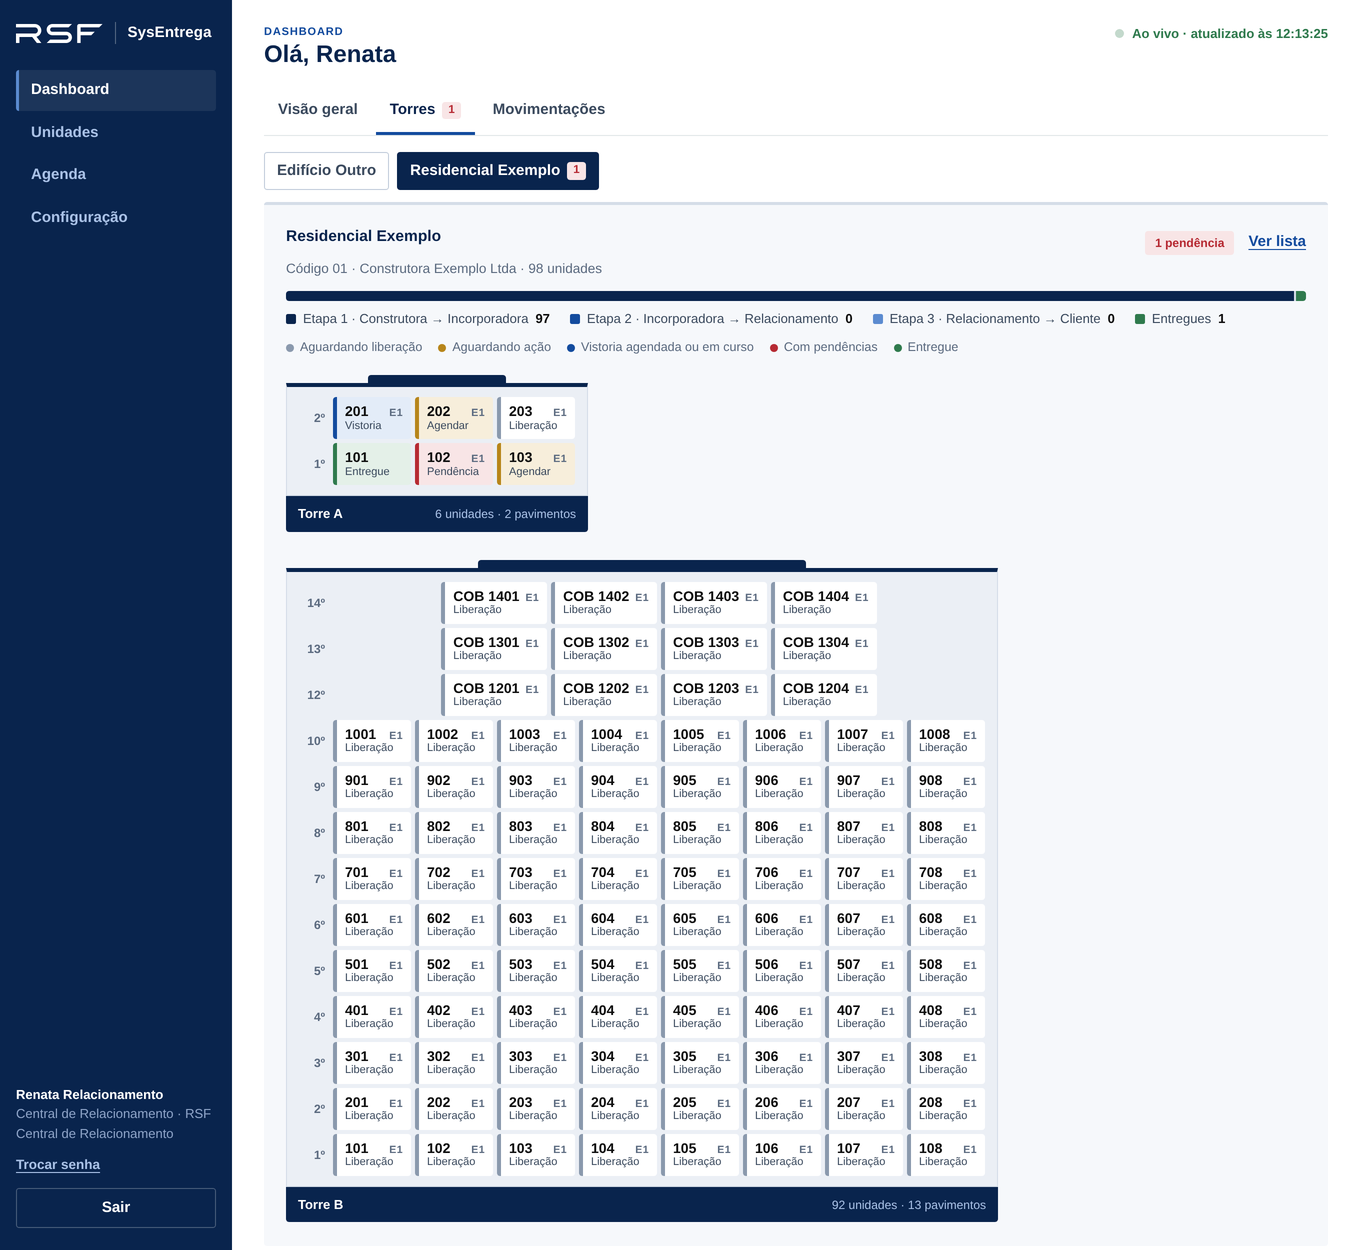 RSF SysEntrega
Dashboard
Unidades
Agenda
Configuração
Renata Relacionamento
Central de Relacionamento · RSF
Central de Relacionamento
Trocar senha
Sair
DASHBOARD
Olá, Renata
Ao vivo · atualizado às 12:13:25
Visão geral Torres 1 Movimentações
Edifício Outro Residencial Exemplo 1
Residencial Exemplo
1 pendência Ver lista
Código 01 · Construtora Exemplo Ltda · 98 unidades
Etapa 1 · Construtora → Incorporadora 97 Etapa 2 · Incorporadora → Relacionamento 0 Etapa 3 · Relacionamento → Cliente 0 Entregues 1
Aguardando liberação Aguardando ação Vistoria agendada ou em curso Com pendências Entregue
2º 201 E1 202 E1 203 E1
Vistoria Agendar Liberação
1º 101 102 E1 103 E1
Entregue Pendência Agendar
Torre A 6 unidades · 2 pavimentos
14º COB 1401 E1 COB 1402 E1 COB 1403 E1 COB 1404 E1
Liberação Liberação Liberação Liberação
13º COB 1301 E1 COB 1302 E1 COB 1303 E1 COB 1304 E1
Liberação Liberação Liberação Liberação
12º COB 1201 E1 COB 1202 E1 COB 1203 E1 COB 1204 E1
Liberação Liberação Liberação Liberação
10º 1001 E1 1002 E1 1003 E1 1004 E1 1005 E1 1006 E1 1007 E1 1008 E1
Liberação Liberação Liberação Liberação Liberação Liberação Liberação Liberação
9º 901 E1 902 E1 903 E1 904 E1 905 E1 906 E1 907 E1 908 E1
Liberação Liberação Liberação Liberação Liberação Liberação Liberação Liberação
8º 801 E1 802 E1 803 E1 804 E1 805 E1 806 E1 807 E1 808 E1
Liberação Liberação Liberação Liberação Liberação Liberação Liberação Liberação
7º 701 E1 702 E1 703 E1 704 E1 705 E1 706 E1 707 E1 708 E1
Liberação Liberação Liberação Liberação Liberação Liberação Liberação Liberação
6º 601 E1 602 E1 603 E1 604 E1 605 E1 606 E1 607 E1 608 E1
Liberação Liberação Liberação Liberação Liberação Liberação Liberação Liberação
5º 501 E1 502 E1 503 E1 504 E1 505 E1 506 E1 507 E1 508 E1
Liberação Liberação Liberação Liberação Liberação Liberação Liberação Liberação
4º 401 E1 402 E1 403 E1 404 E1 405 E1 406 E1 407 E1 408 E1
Liberação Liberação Liberação Liberação Liberação Liberação Liberação Liberação
3º 301 E1 302 E1 303 E1 304 E1 305 E1 306 E1 307 E1 308 E1
Liberação Liberação Liberação Liberação Liberação Liberação Liberação Liberação
2º 201 E1 202 E1 203 E1 204 E1 205 E1 206 E1 207 E1 208 E1
Liberação Liberação Liberação Liberação Liberação Liberação Liberação Liberação
1º 101 E1 102 E1 103 E1 104 E1 105 E1 106 E1 107 E1 108 E1
Liberação Liberação Liberação Liberação Liberação Liberação Liberação Liberação
Torre B 92 unidades · 13 pavimentos